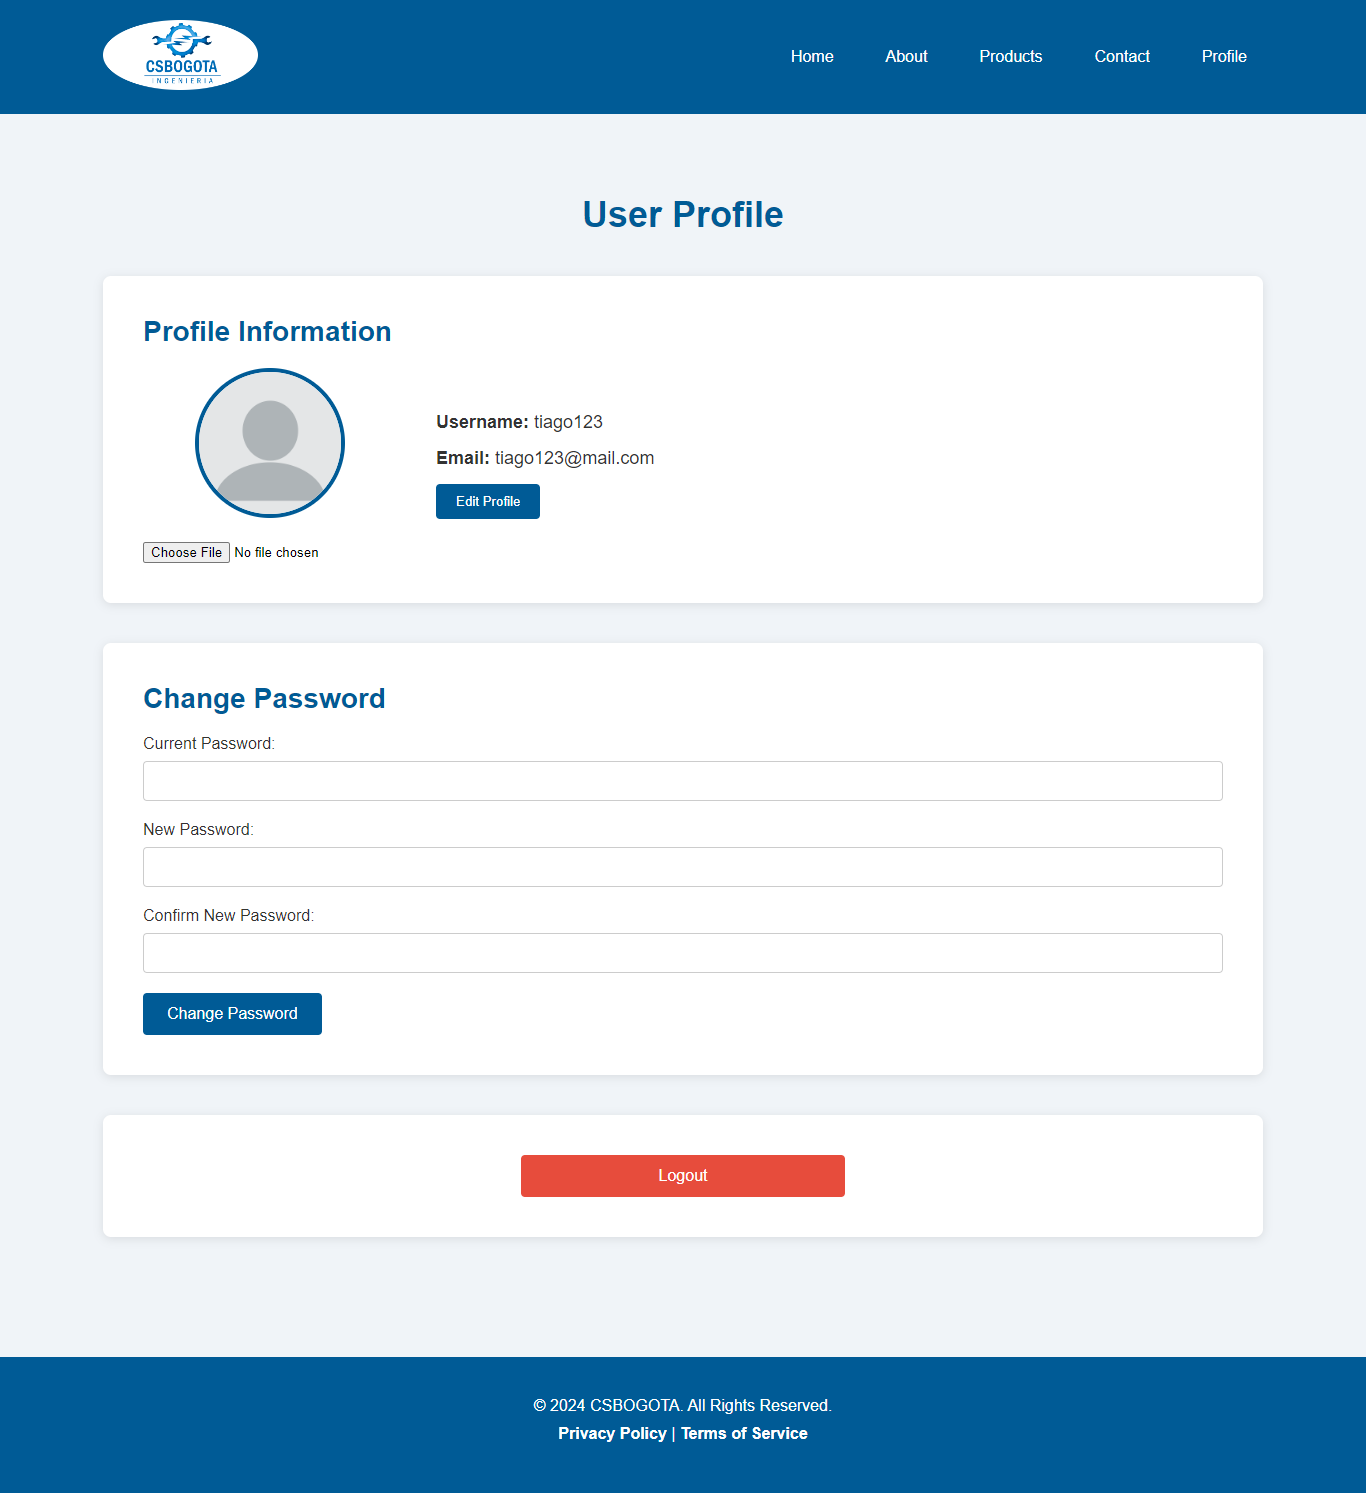 CSBOGOTA
INGENIERIA
Home About Products Contact Profile
User Profile
Profile Information
Username: tiago123
Email: tiago123@mail.com
Edit Profile
Choose File No file chosen
Change Password
Current Password:
New Password:
Confirm New Password:
Change Password
Logout
© 2024 CSBOGOTA. All Rights Reserved.
Privacy Policy | Terms of Service